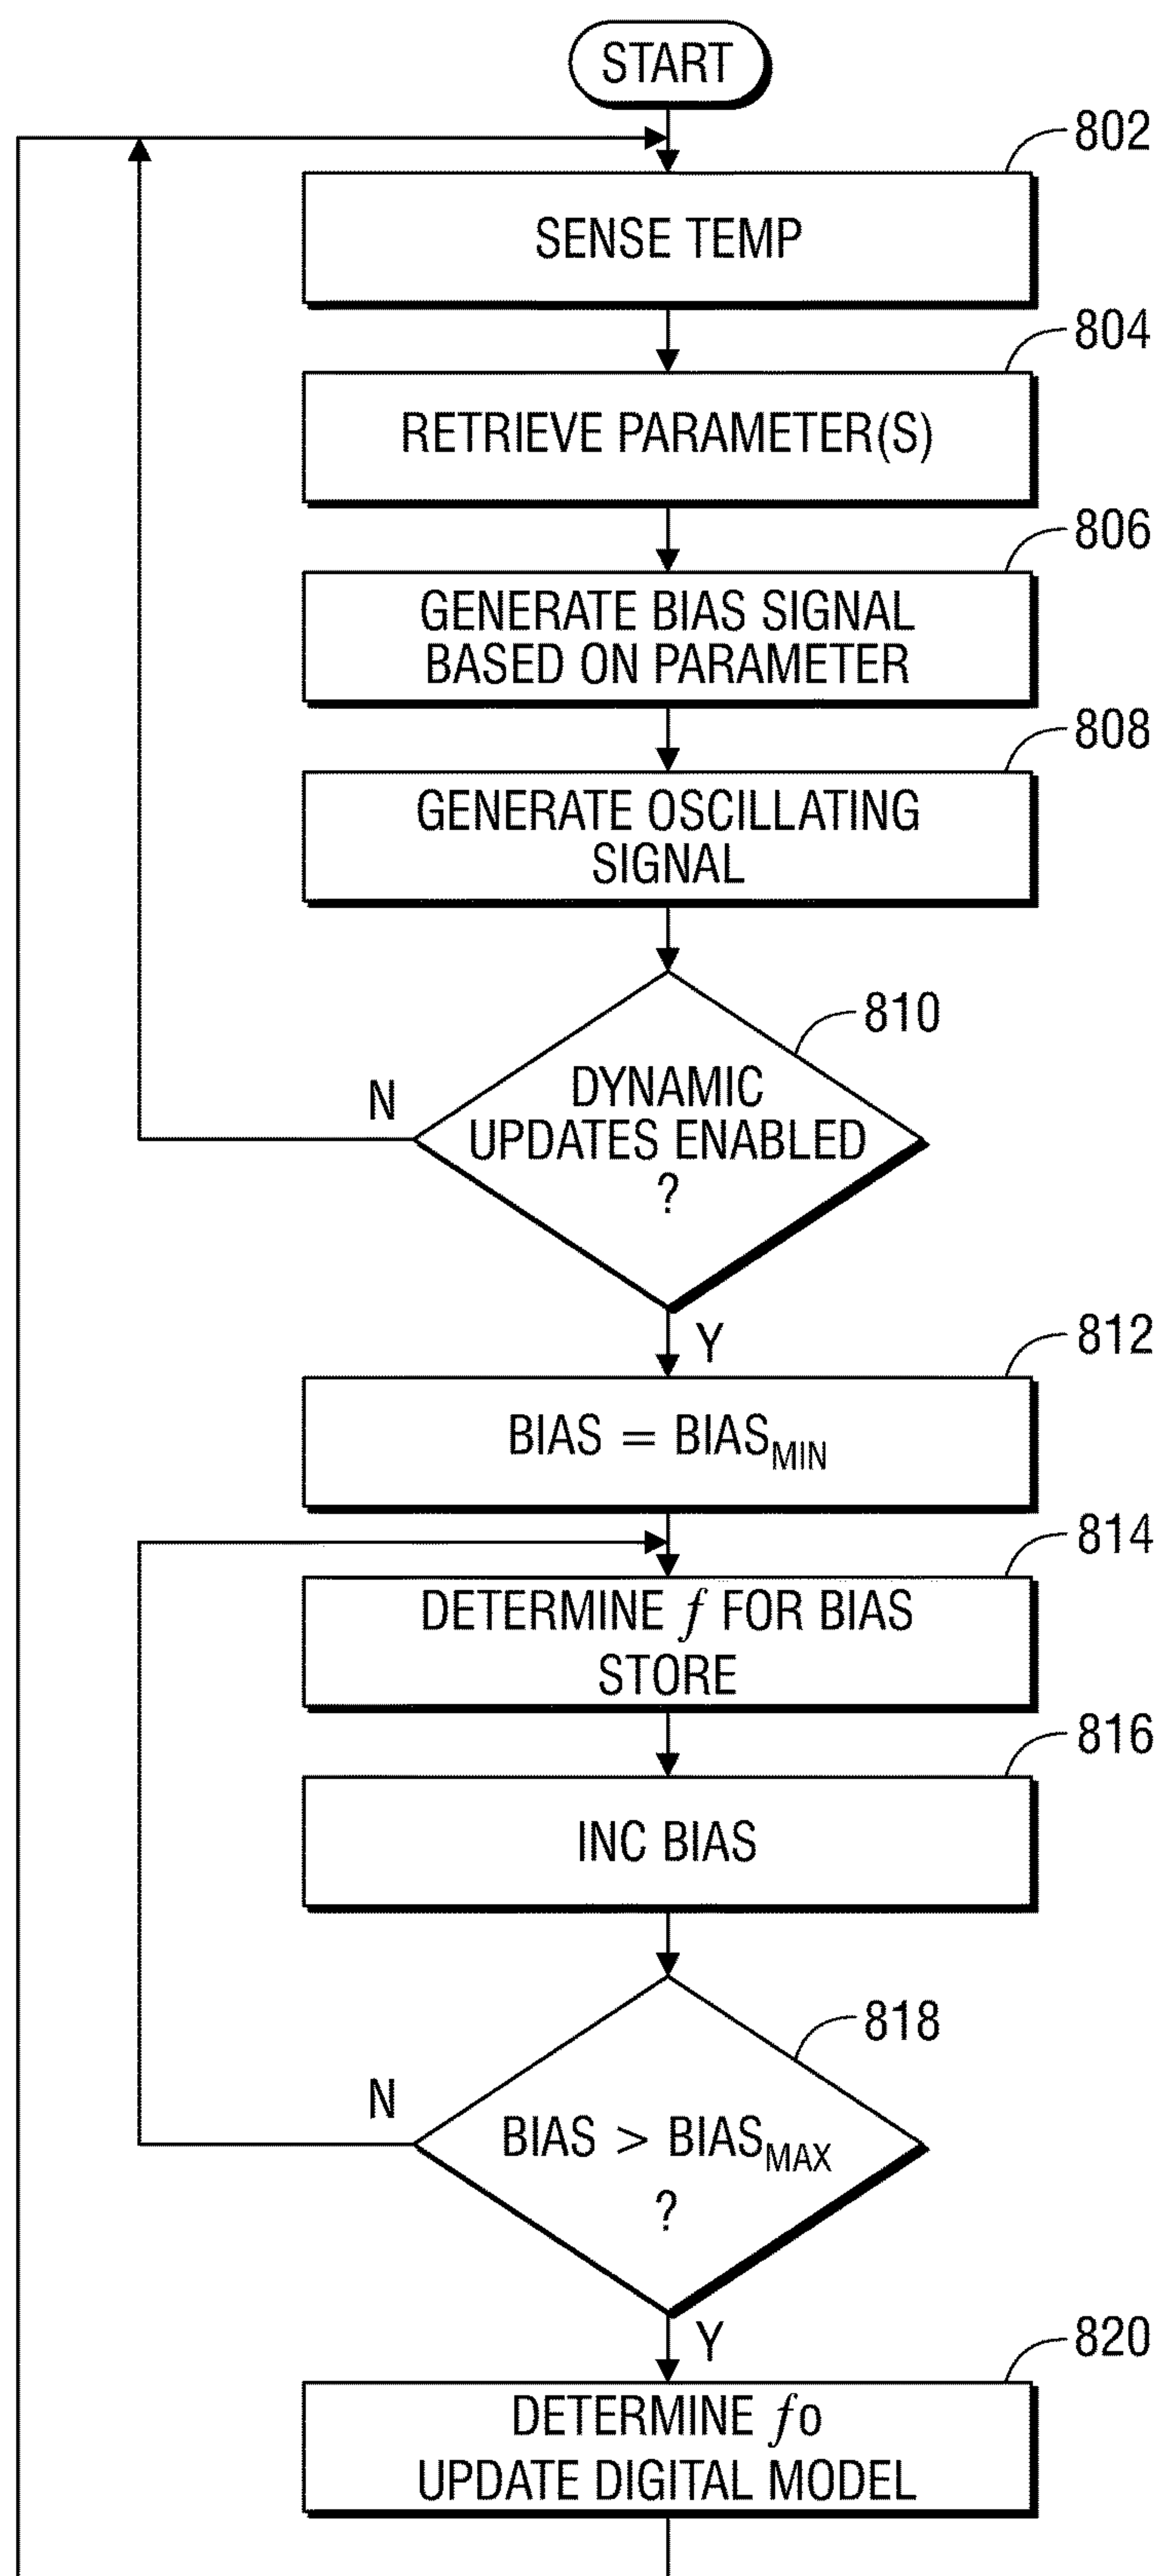 START
802
SENSE TEMP
804
RETRIEVE PARAMETER(S)
806
GENERATE BIAS SIGNAL
BASED ON PARAMETER
808
GENERATE OSCILLATING
SIGNAL
810
DYNAMIC
N
UPDATES ENABLED
?
Y
812
BIAS = BIAS_MIN
814
DETERMINE f FOR BIAS
STORE
816
INC BIAS
818
N
BIAS > BIAS_MAX
?
Y
820
DETERMINE fo
UPDATE DIGITAL MODEL